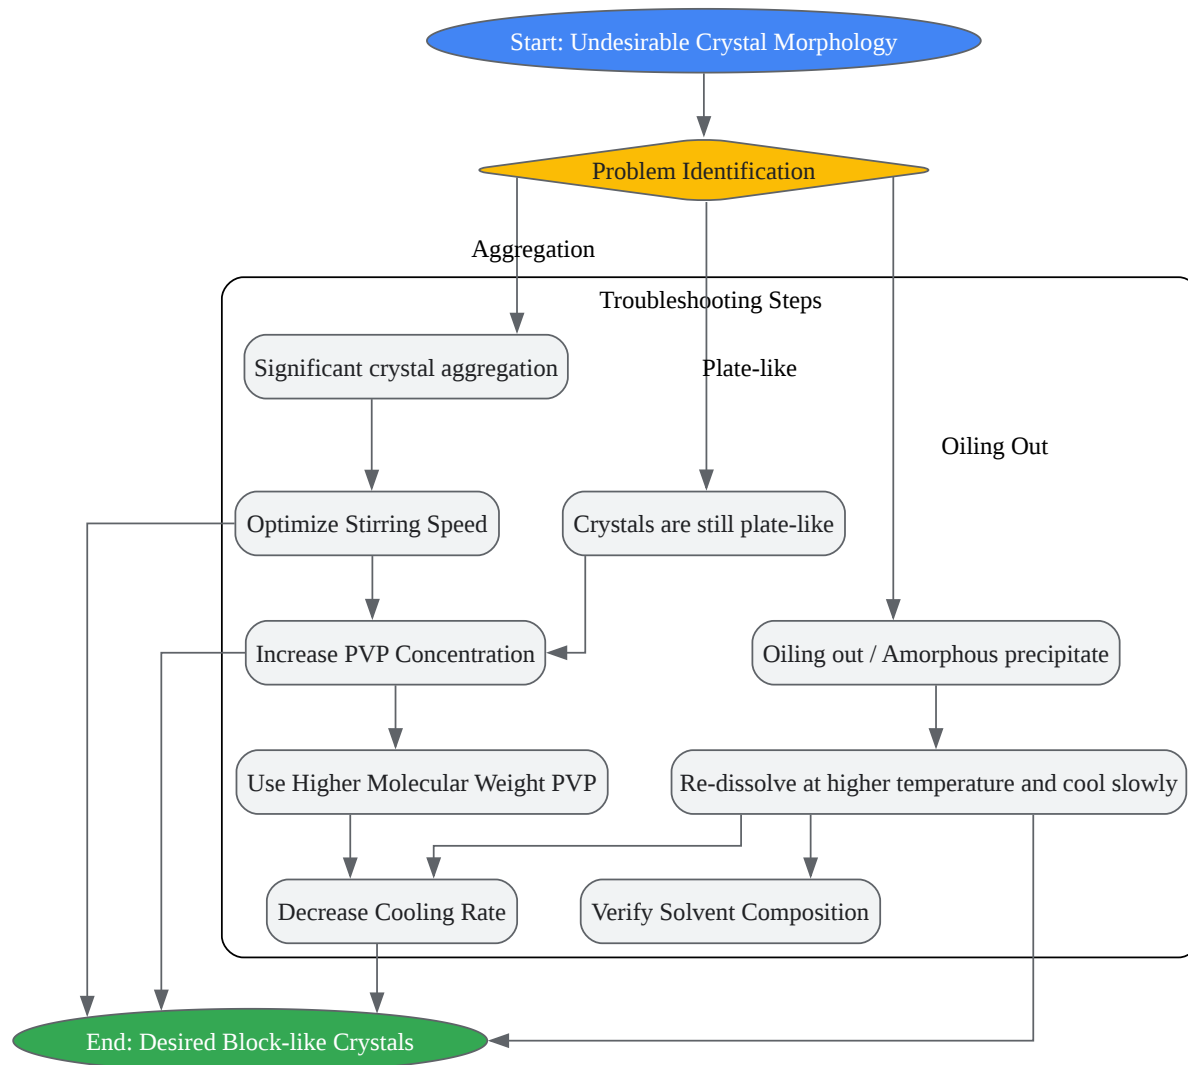 Start: Undesirable Crystal Morphology
Problem Identification
Aggregation
Troubleshooting Steps
Significant crystal aggregation
Plate-like
Oiling Out
Optimize Stirring Speed
Crystals are still plate-like
Increase PVP Concentration
Oiling out / Amorphous precipitate
Use Higher Molecular Weight PVP
Re-dissolve at higher temperature and cool slowly
Decrease Cooling Rate
Verify Solvent Composition
End: Desired Block-like Crystals